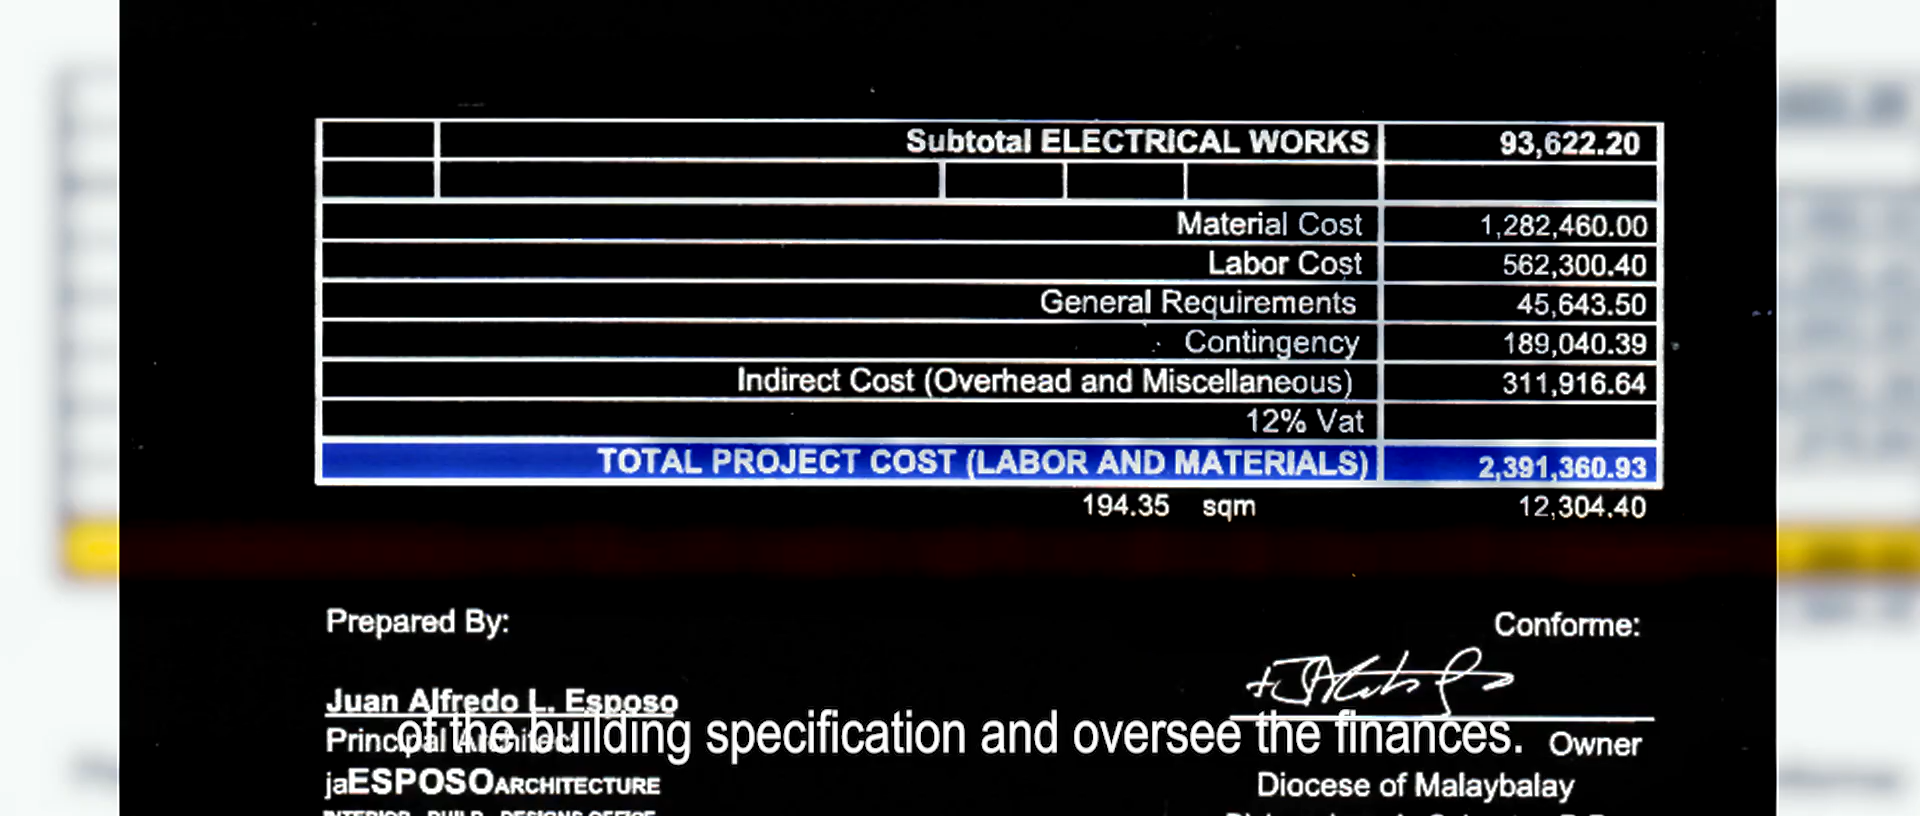 Subtotal ELECTRICAL WORKS 93,622.20
Material Cost 1,282,460.00
Labor Cost 562,300.40
General Requirements 45,643.50
Contingency 189,040.39
Indirect Cost (Overhead and Miscellaneous) 311,916.64
12% Vat
TOTAL PROJECT COST (LABOR AND MATERIALS) 2,391,360.93
194.35 sqm 12,304.40
Prepared By: Conforme:
Juan Alfredo L. Esposo
of the building specification and oversee the finances.
Principal Architect Owner
jaESPOSOARCHITECTURE Diocese of Malaybalay